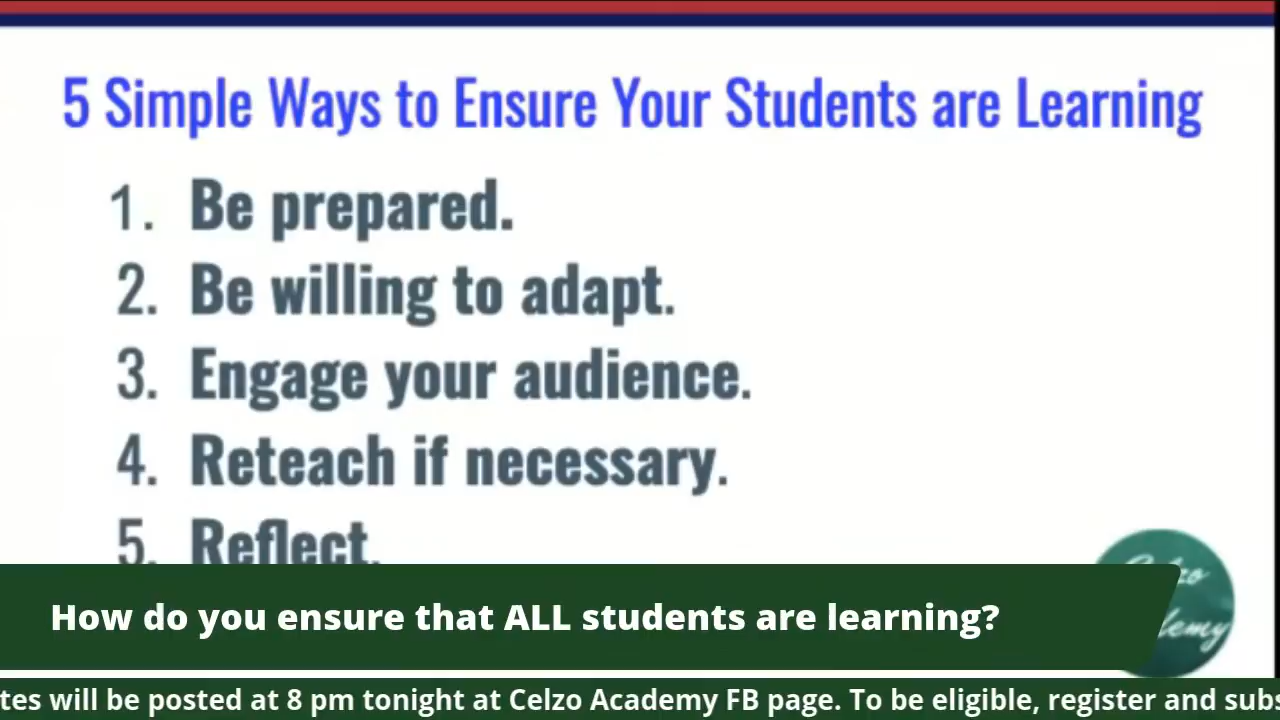 5 Simple Ways to Ensure Your Students are Learning
1. Be prepared.
2. Be willing to adapt.
3. Engage your audience.
4. Reteach if necessary.
5. Reflect.
How do you ensure that ALL students are learning?
will be posted at 8 pm tonight at Celzo Academy FB page. To be eligible, register and